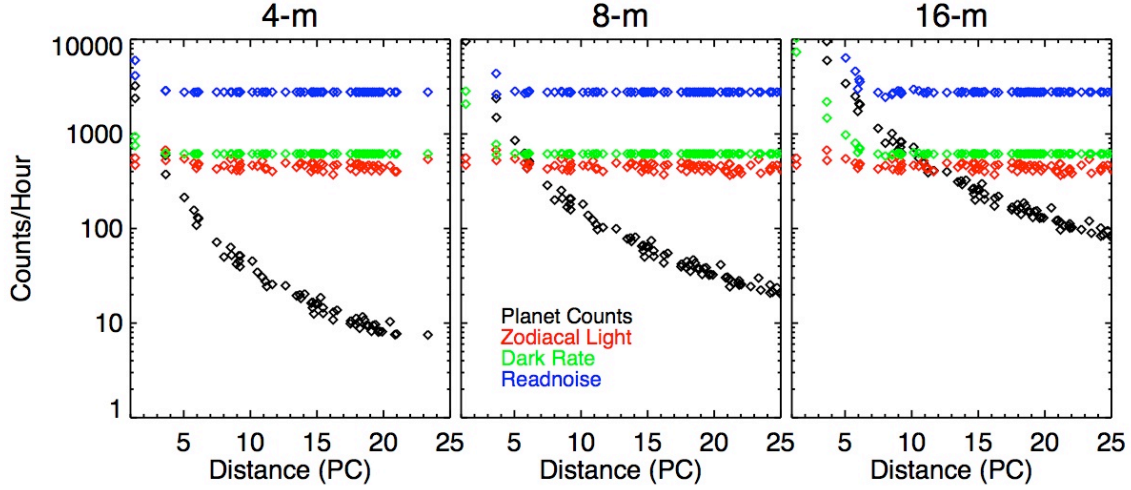 4-m 8-m 16-m
10000
1000
100
10
1
Counts/Hour
Planet Counts
Zodiacal Light
Dark Rate
Readnoise
5 10 15 20 25 5 10 15 20 25 5 10 15 20 25
Distance (PC) Distance (PC) Distance (PC)